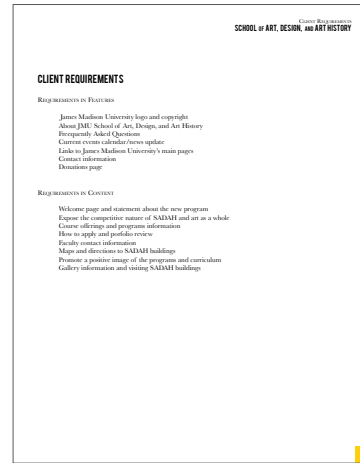 Client Requirements
SCHOOL OF ART, DESIGN, AND ART HISTORY
CLIENT REQUIREMENTS
Requirements in Features
James Madison University logo and copyright
About JMU School of Art, Design, and Art History
Freequently Asked Questions
Current events calendar/news update
Links to James Madison University's main pages
Contact information
Donations page
Requirements in Content
Welcome page and statement about the new program
Expose the competitive nature of SADAH and art as a whole
Course offerings and programs information
How to apply and porfolio review
Faculty contact information
Maps and directions to SADAH buildings
Promote a positive image of the programs and curriculum
Gallery information and visiting SADAH buildings